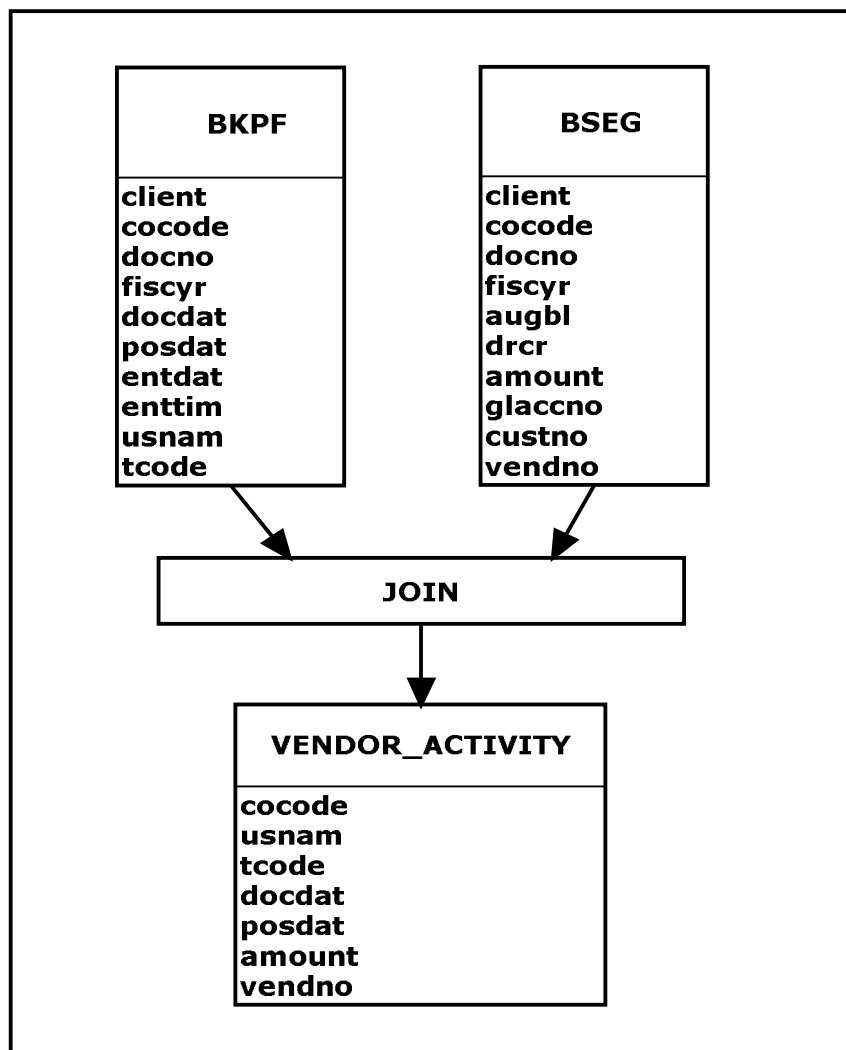 BKPF
client
cocode
docno
fiscyr
docdat
posdat
entdat
enttim
usnam
tcode
BSEG
client
cocode
docno
fiscyr
augbl
drcr
amount
glaccno
custno
vendno
JOIN
VENDOR_ACTIVITY
cocode
usnam
tcode
docdat
posdat
amount
vendno